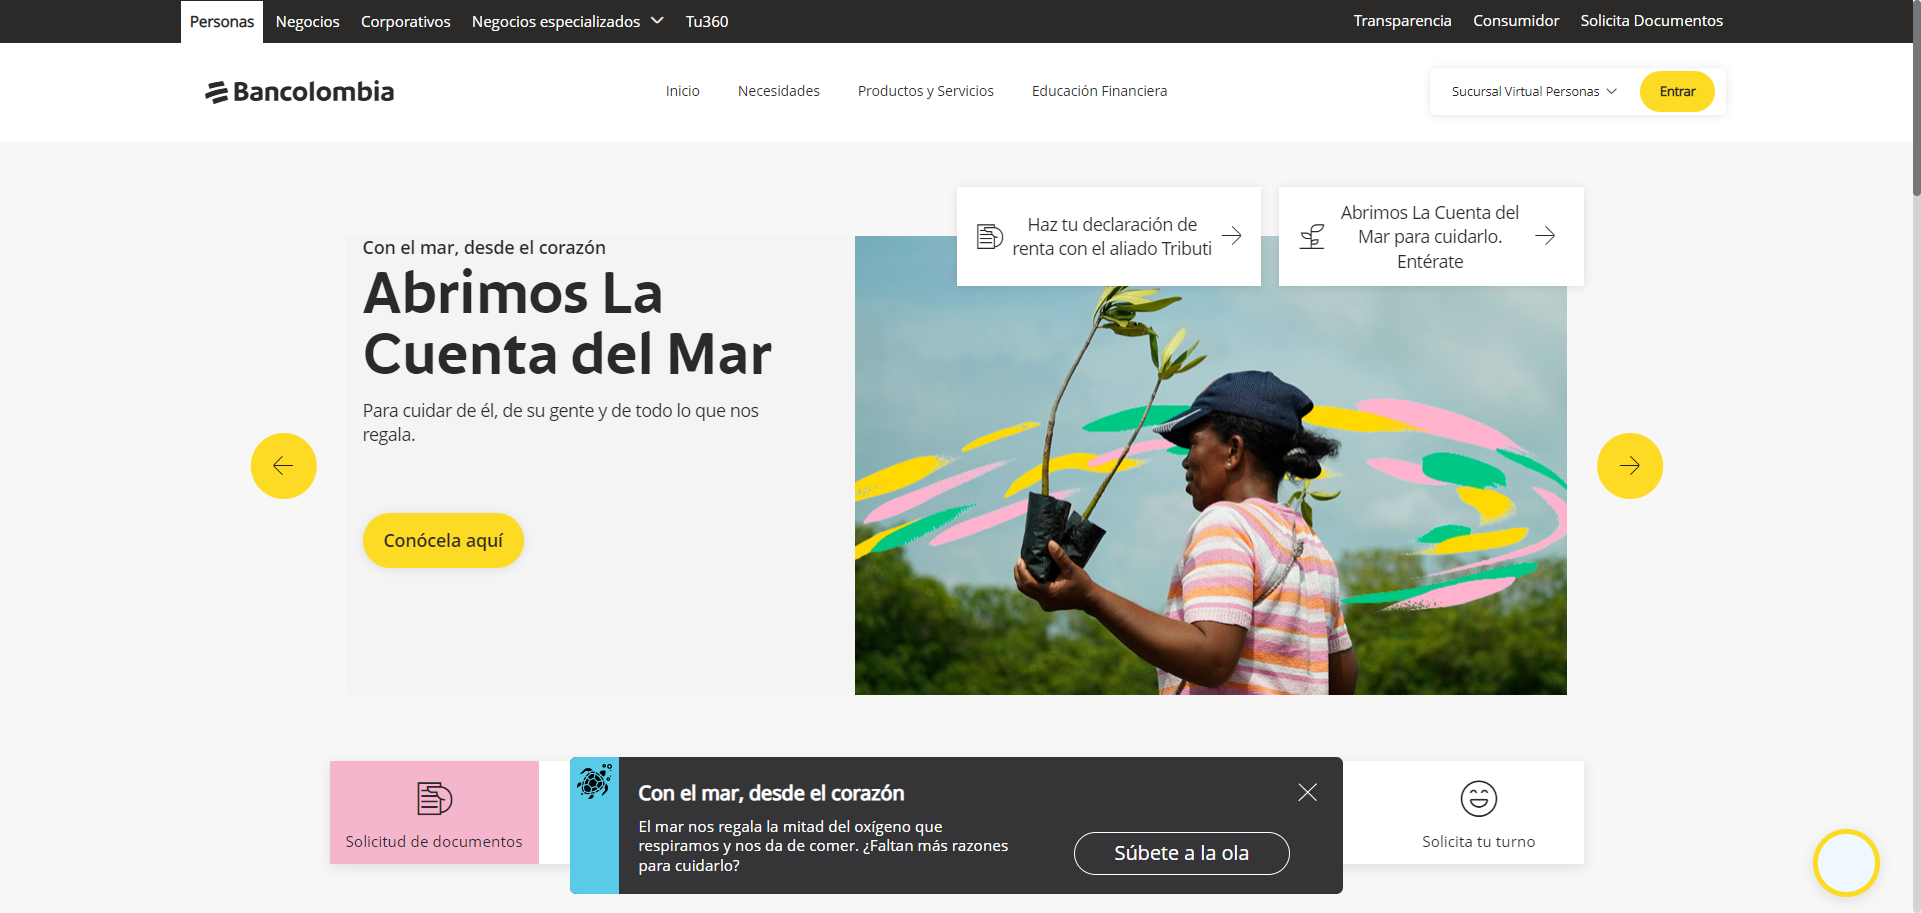 Personas
Negocios
Corporativos
Negocios especializados
Tu360
Transparencia
Consumidor
Solicita Documentos
Bancolombia
Inicio
Necesidades
Productos y Servicios
Educación Financiera
Sucursal Virtual Personas
Entrar
Haz tu declaración de
renta con el aliado Tributi
Abrimos La Cuenta del
Mar para cuidarlo.
Entérate
Con el mar, desde el corazón
Abrimos La
Cuenta del Mar
Para cuidar de él, de su gente y de todo lo que nos
regala.
Conócela aquí
Solicitud de documentos
Con el mar, desde el corazón
El mar nos regala la mitad del oxígeno que
respiramos y nos da de comer. ¿Faltan más razones
para cuidarlo?
Súbete a la ola
Solicita tu turno